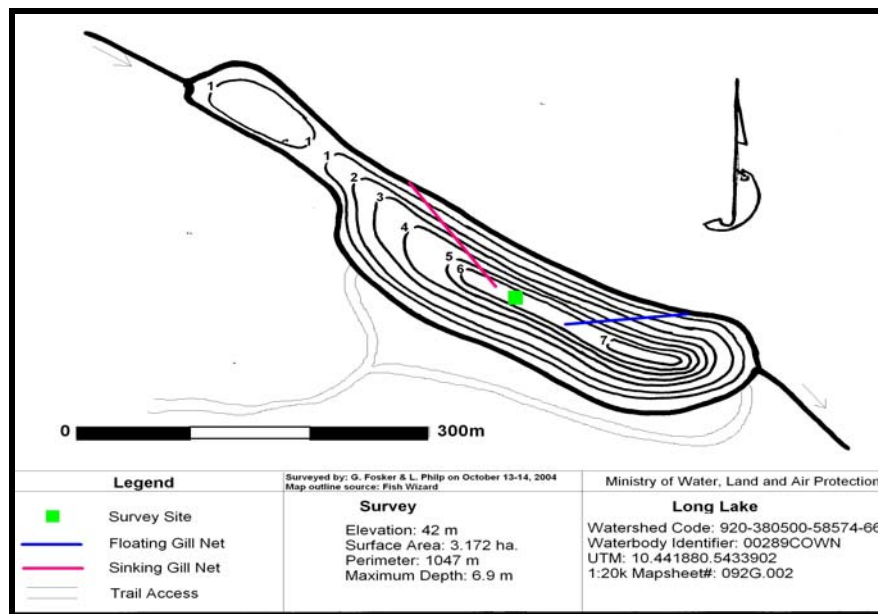 1
1
1
2
3
4
5
6
7
0
300m
Legend
Survey Site
Floating Gill Net
Sinking Gill Net
Trail Access
Surveyed by: G. Fosker & L. Philp on October 13-14, 2004
Map outline source: Fish Wizard
Survey
Elevation: 42 m
Surface Area: 3.172 ha.
Perimeter: 1047 m
Maximum Depth: 6.9 m
Ministry of Water, Land and Air Protection
Long Lake
Watershed Code: 920-380500-58574-66
Waterbody Identifier: 00289COWN
UTM: 10.441880.5433902
1:20k Mapsheet#: 092G.002